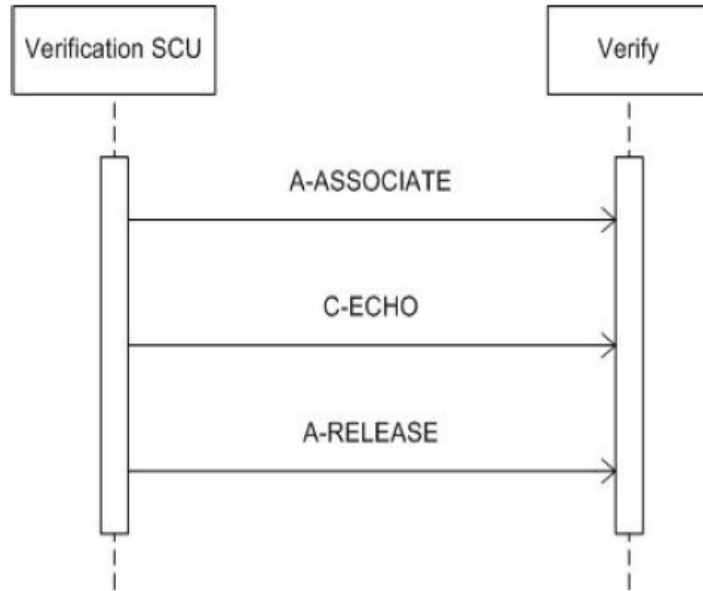 Verification SCU
Verify
A-ASSOCIATE
C-ECHO
A-RELEASE